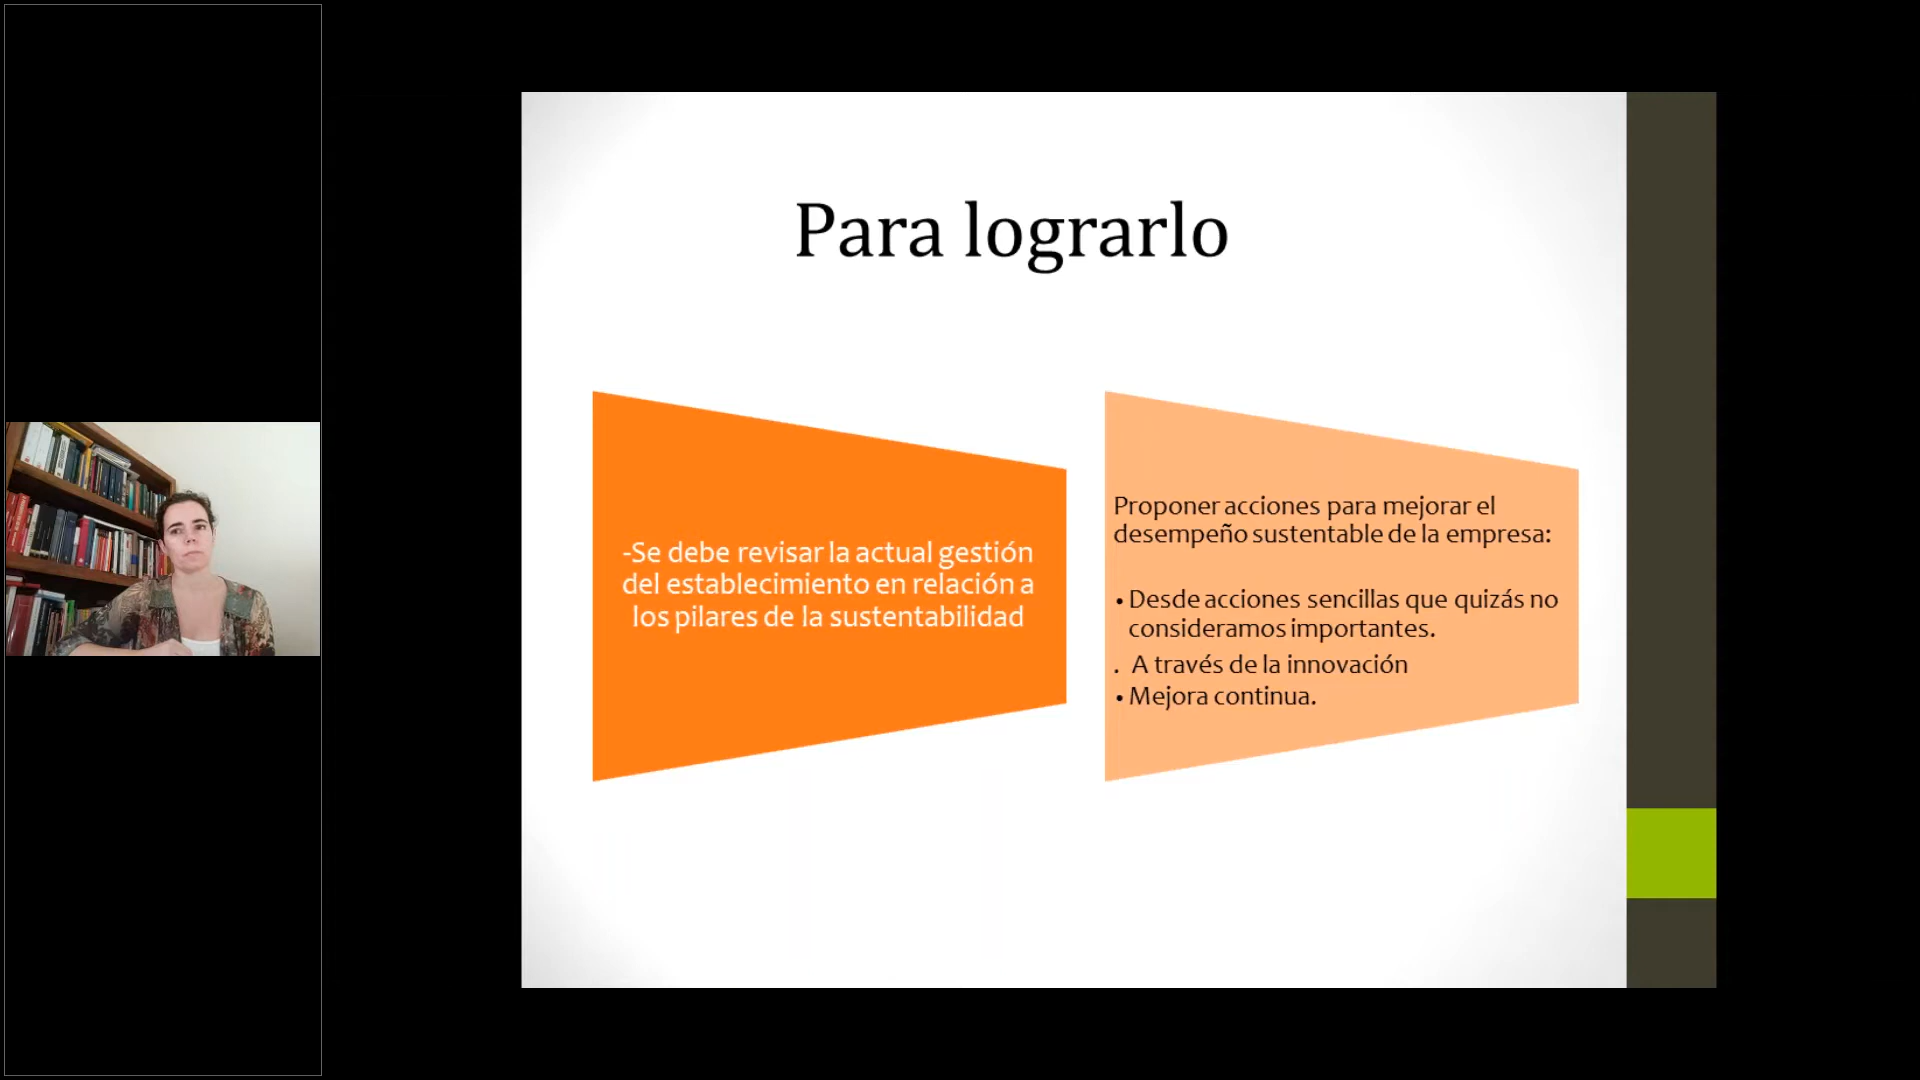 Para lograrlo
-Se debe revisar la actual gestión
del establecimiento en relación a
los pilares de la sustentabilidad
Proponer acciones para mejorar el
desempeño sustentable de la empresa:
• Desde acciones sencillas que quizás no
consideramos importantes.
. A través de la innovación
• Mejora continua.